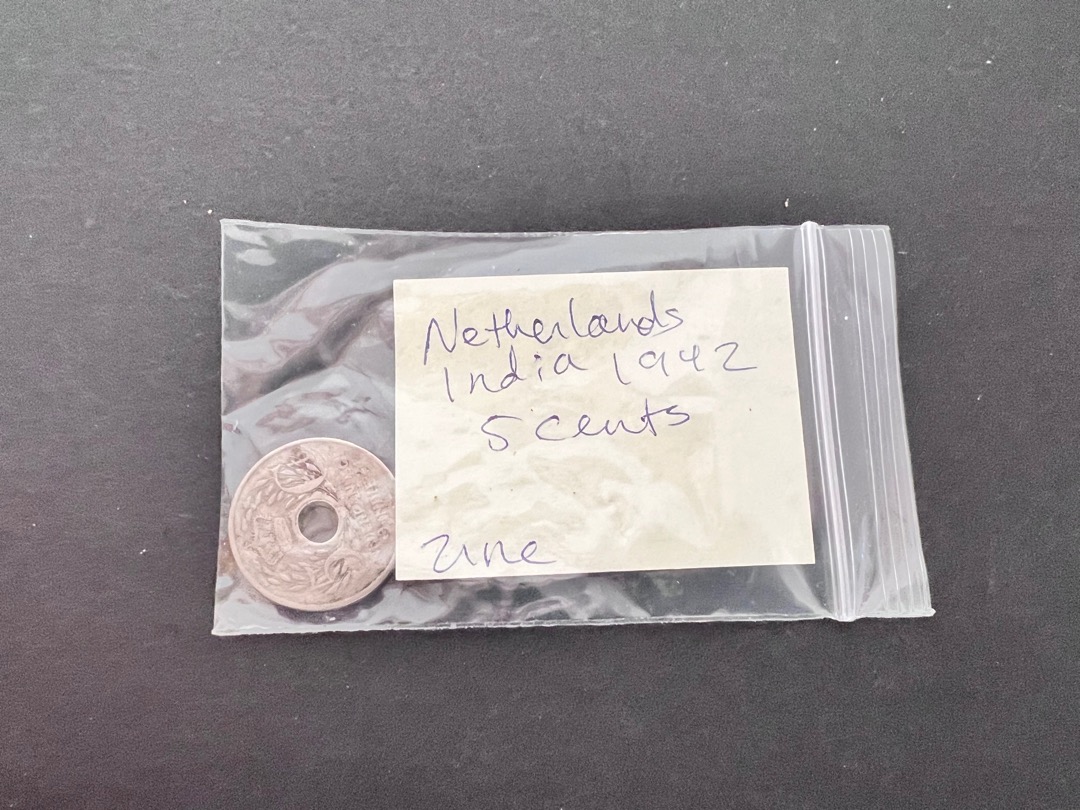 Netherlands
India 1942
5 cents
Zinc